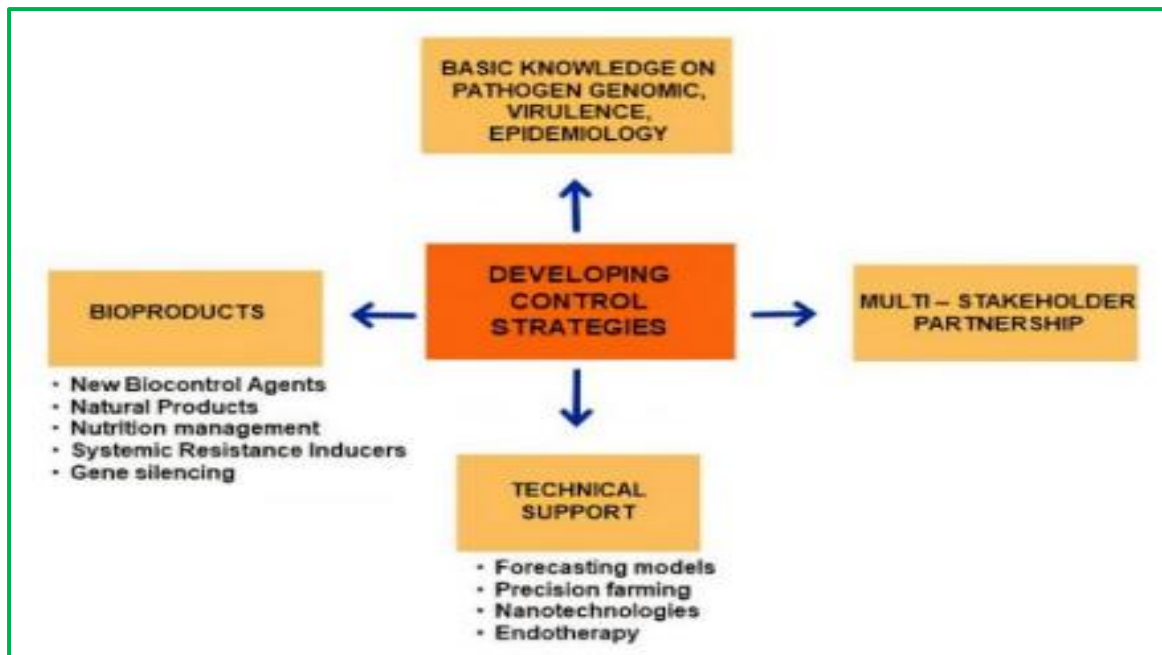 BASIC KNOWLEDGE ON
PATHOGEN GENOMIC,
VIRULENCE,
EPIDEMIOLOGY
DEVELOPING
CONTROL
STRATEGIES
BIOPRODUCTS
• New Biocontrol Agents
• Natural Products
• Nutrition management
• Systemic Resistance Inducers
• Gene silencing
MULTI – STAKEHOLDER
PARTNERSHIP
TECHNICAL
SUPPORT
• Forecasting models
• Precision farming
• Nanotechnologies
• Endotherapy